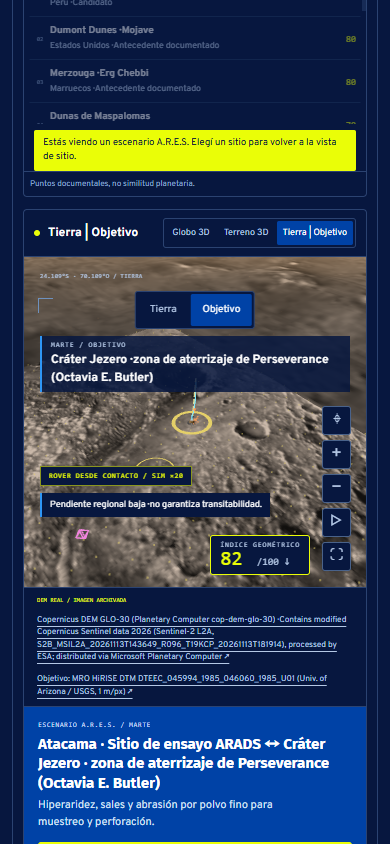 Perú ·Candidato
02 Dumont Dunes ·Mojave 80
Estados Unidos ·Antecedente documentado
03 Merzouga ·Erg Chebbi 80
Marruecos ·Antecedente documentado
Dunas de Maspalomas
Estás viendo un escenario A.R.E.S. Elegí un sitio para volver a la vista
de sitio.
Puntos documentales, no similitud planetaria.
Tierra | Objetivo
Globo 3D Terreno 3D Tierra | Objetivo
24.109°S · 70.109°O / TIERRA
Tierra Objetivo
MARTE / OBJETIVO
Cráter Jezero ·zona de aterrizaje de Perseverance
(Octavia E. Butler)
ROVER DESDE CONTACTO / SIM ×20
Pendiente regional baja ·no garantiza transitabilidad.
ÍNDICE GEOMÉTRICO
82 /100 ↓
DEM REAL / IMAGEN ARCHIVADA
Copernicus DEM GLO-30 (Planetary Computer cop-dem-glo-30) ·Contains modified
Copernicus Sentinel data 2026 (Sentinel-2 L2A,
S2B_MSIL2A_20261113T143649_R096_T19KCP_20261113T181914), processed by
ESA; distributed via Microsoft Planetary Computer ↗
Objetivo: MRO HiRISE DTM DTEEC_045994_1985_046060_1985_U01 (Univ. of
Arizona / USGS, 1 m/px) ↗
ESCENARIO A.R.E.S. / MARTE
Atacama · Sitio de ensayo ARADS ↔ Cráter
Jezero · zona de aterrizaje de Perseverance
(Octavia E. Butler)
Hiperaridez, sales y abrasión por polvo fino para
muestreo y perforación.